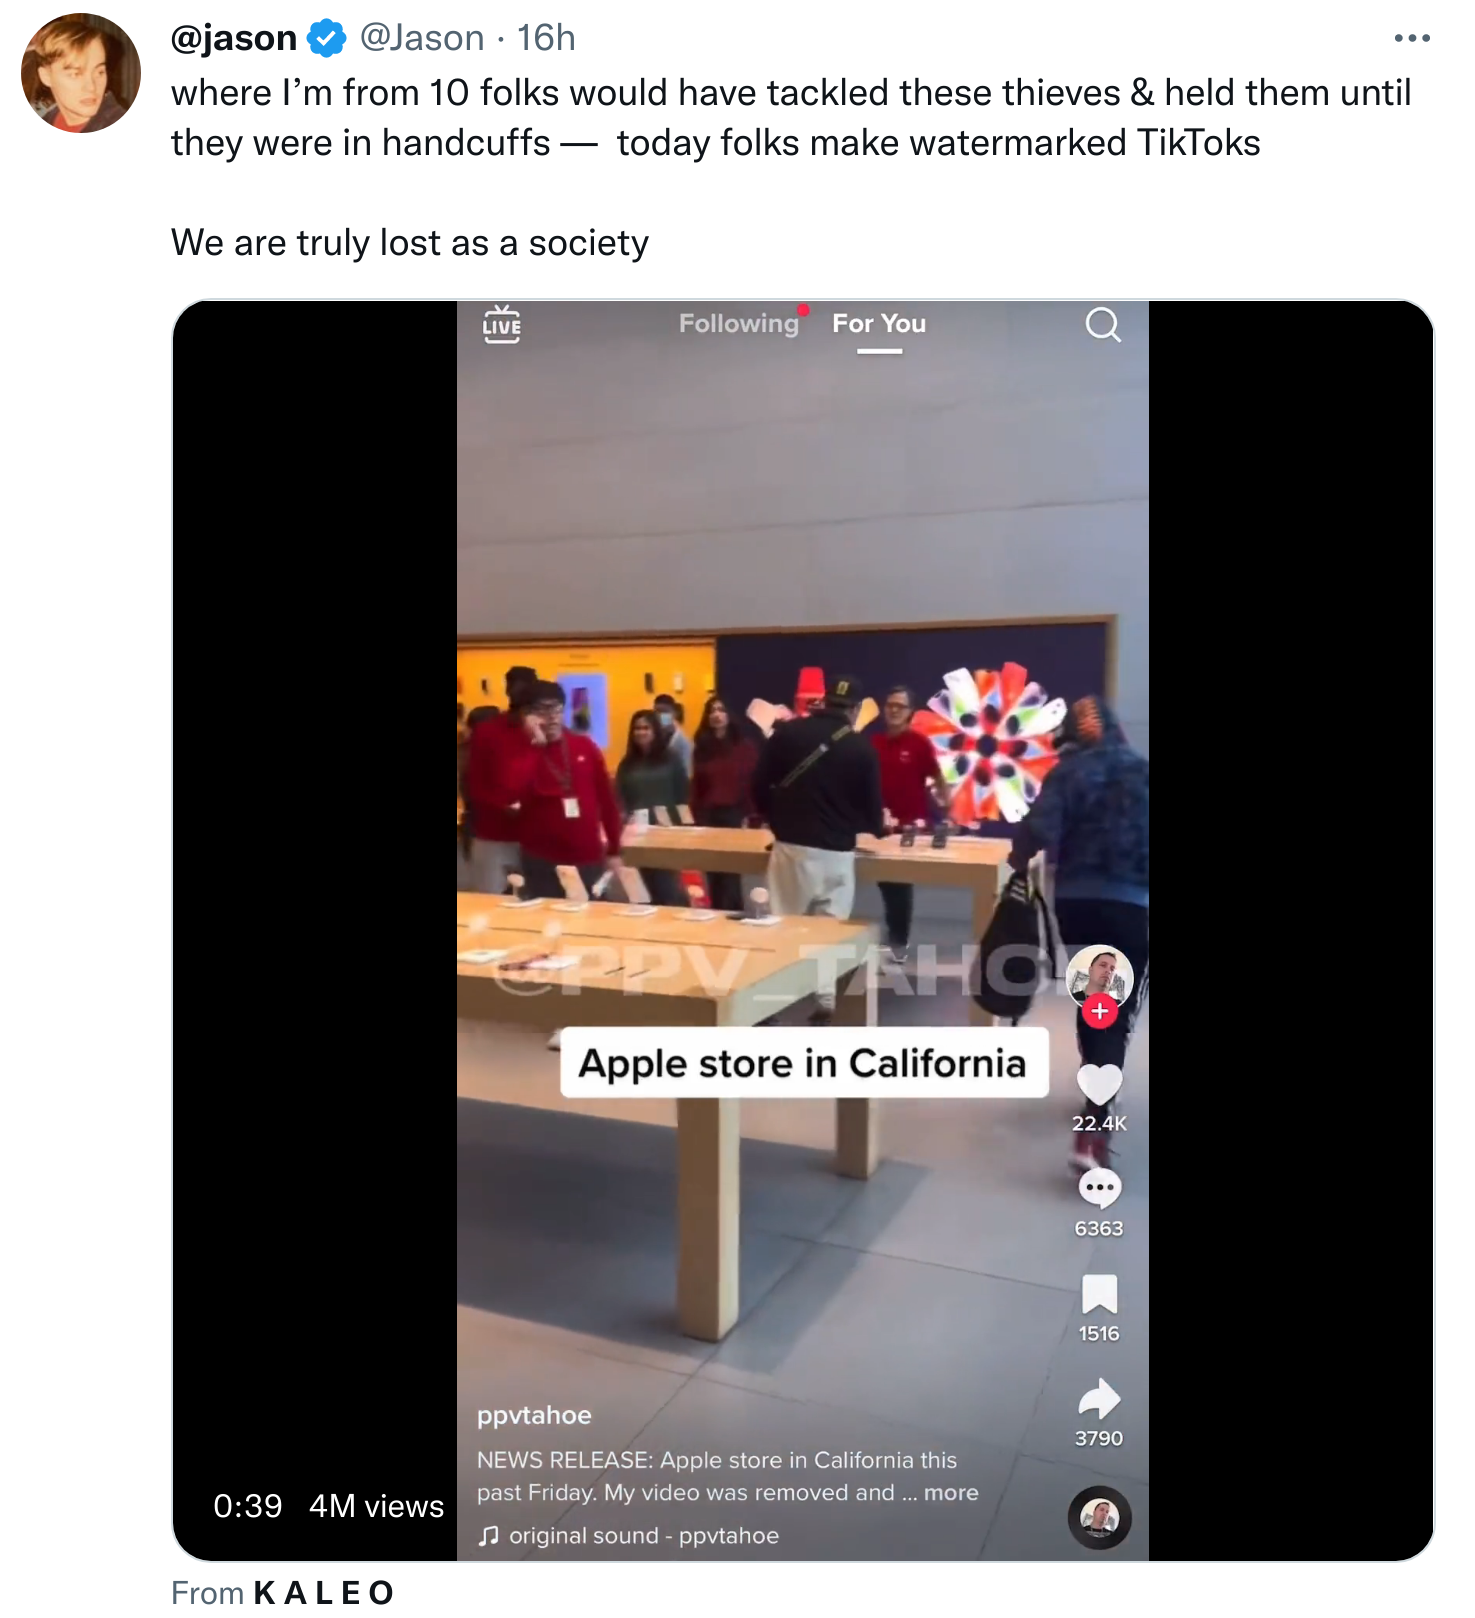 @jason @Jason · 16h
where I’m from 10 folks would have tackled these thieves & held them until
they were in handcuffs —  today folks make watermarked TikToks
We are truly lost as a society
LIVE
Following For You
@PPV_TAHO
Apple store in California
22.4K
6363
1516
3790
ppvtahoe
NEWS RELEASE: Apple store in California this
past Friday. My video was removed and ... more
original sound - ppvtahoe
0:39 4M views
From K A L E O